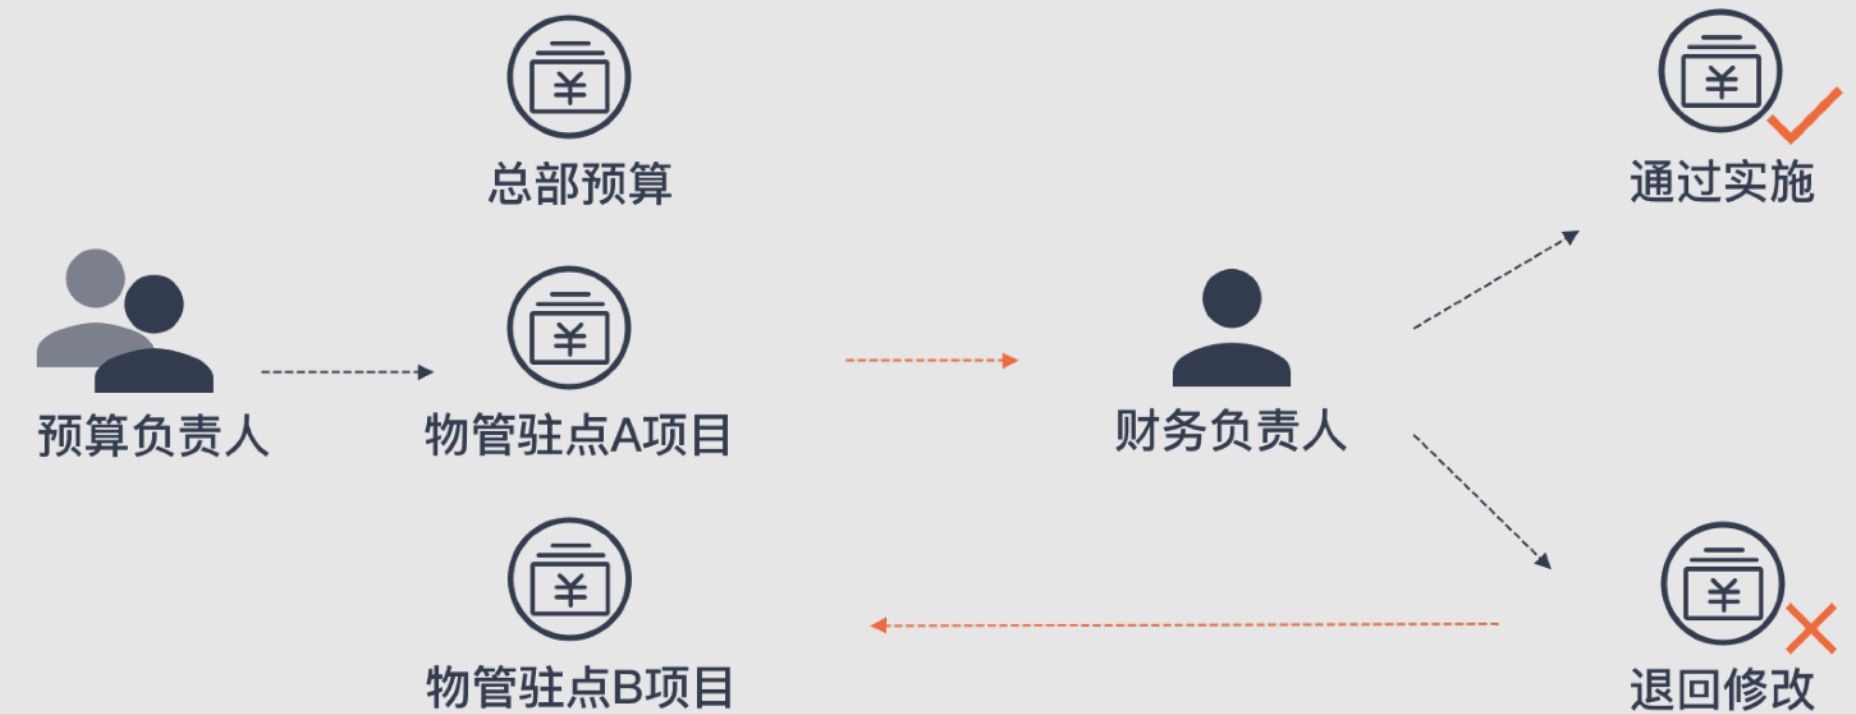 总部预算
通过实施
预算负责人
物管驻点A项目
财务负责人
物管驻点B项目
退回修改